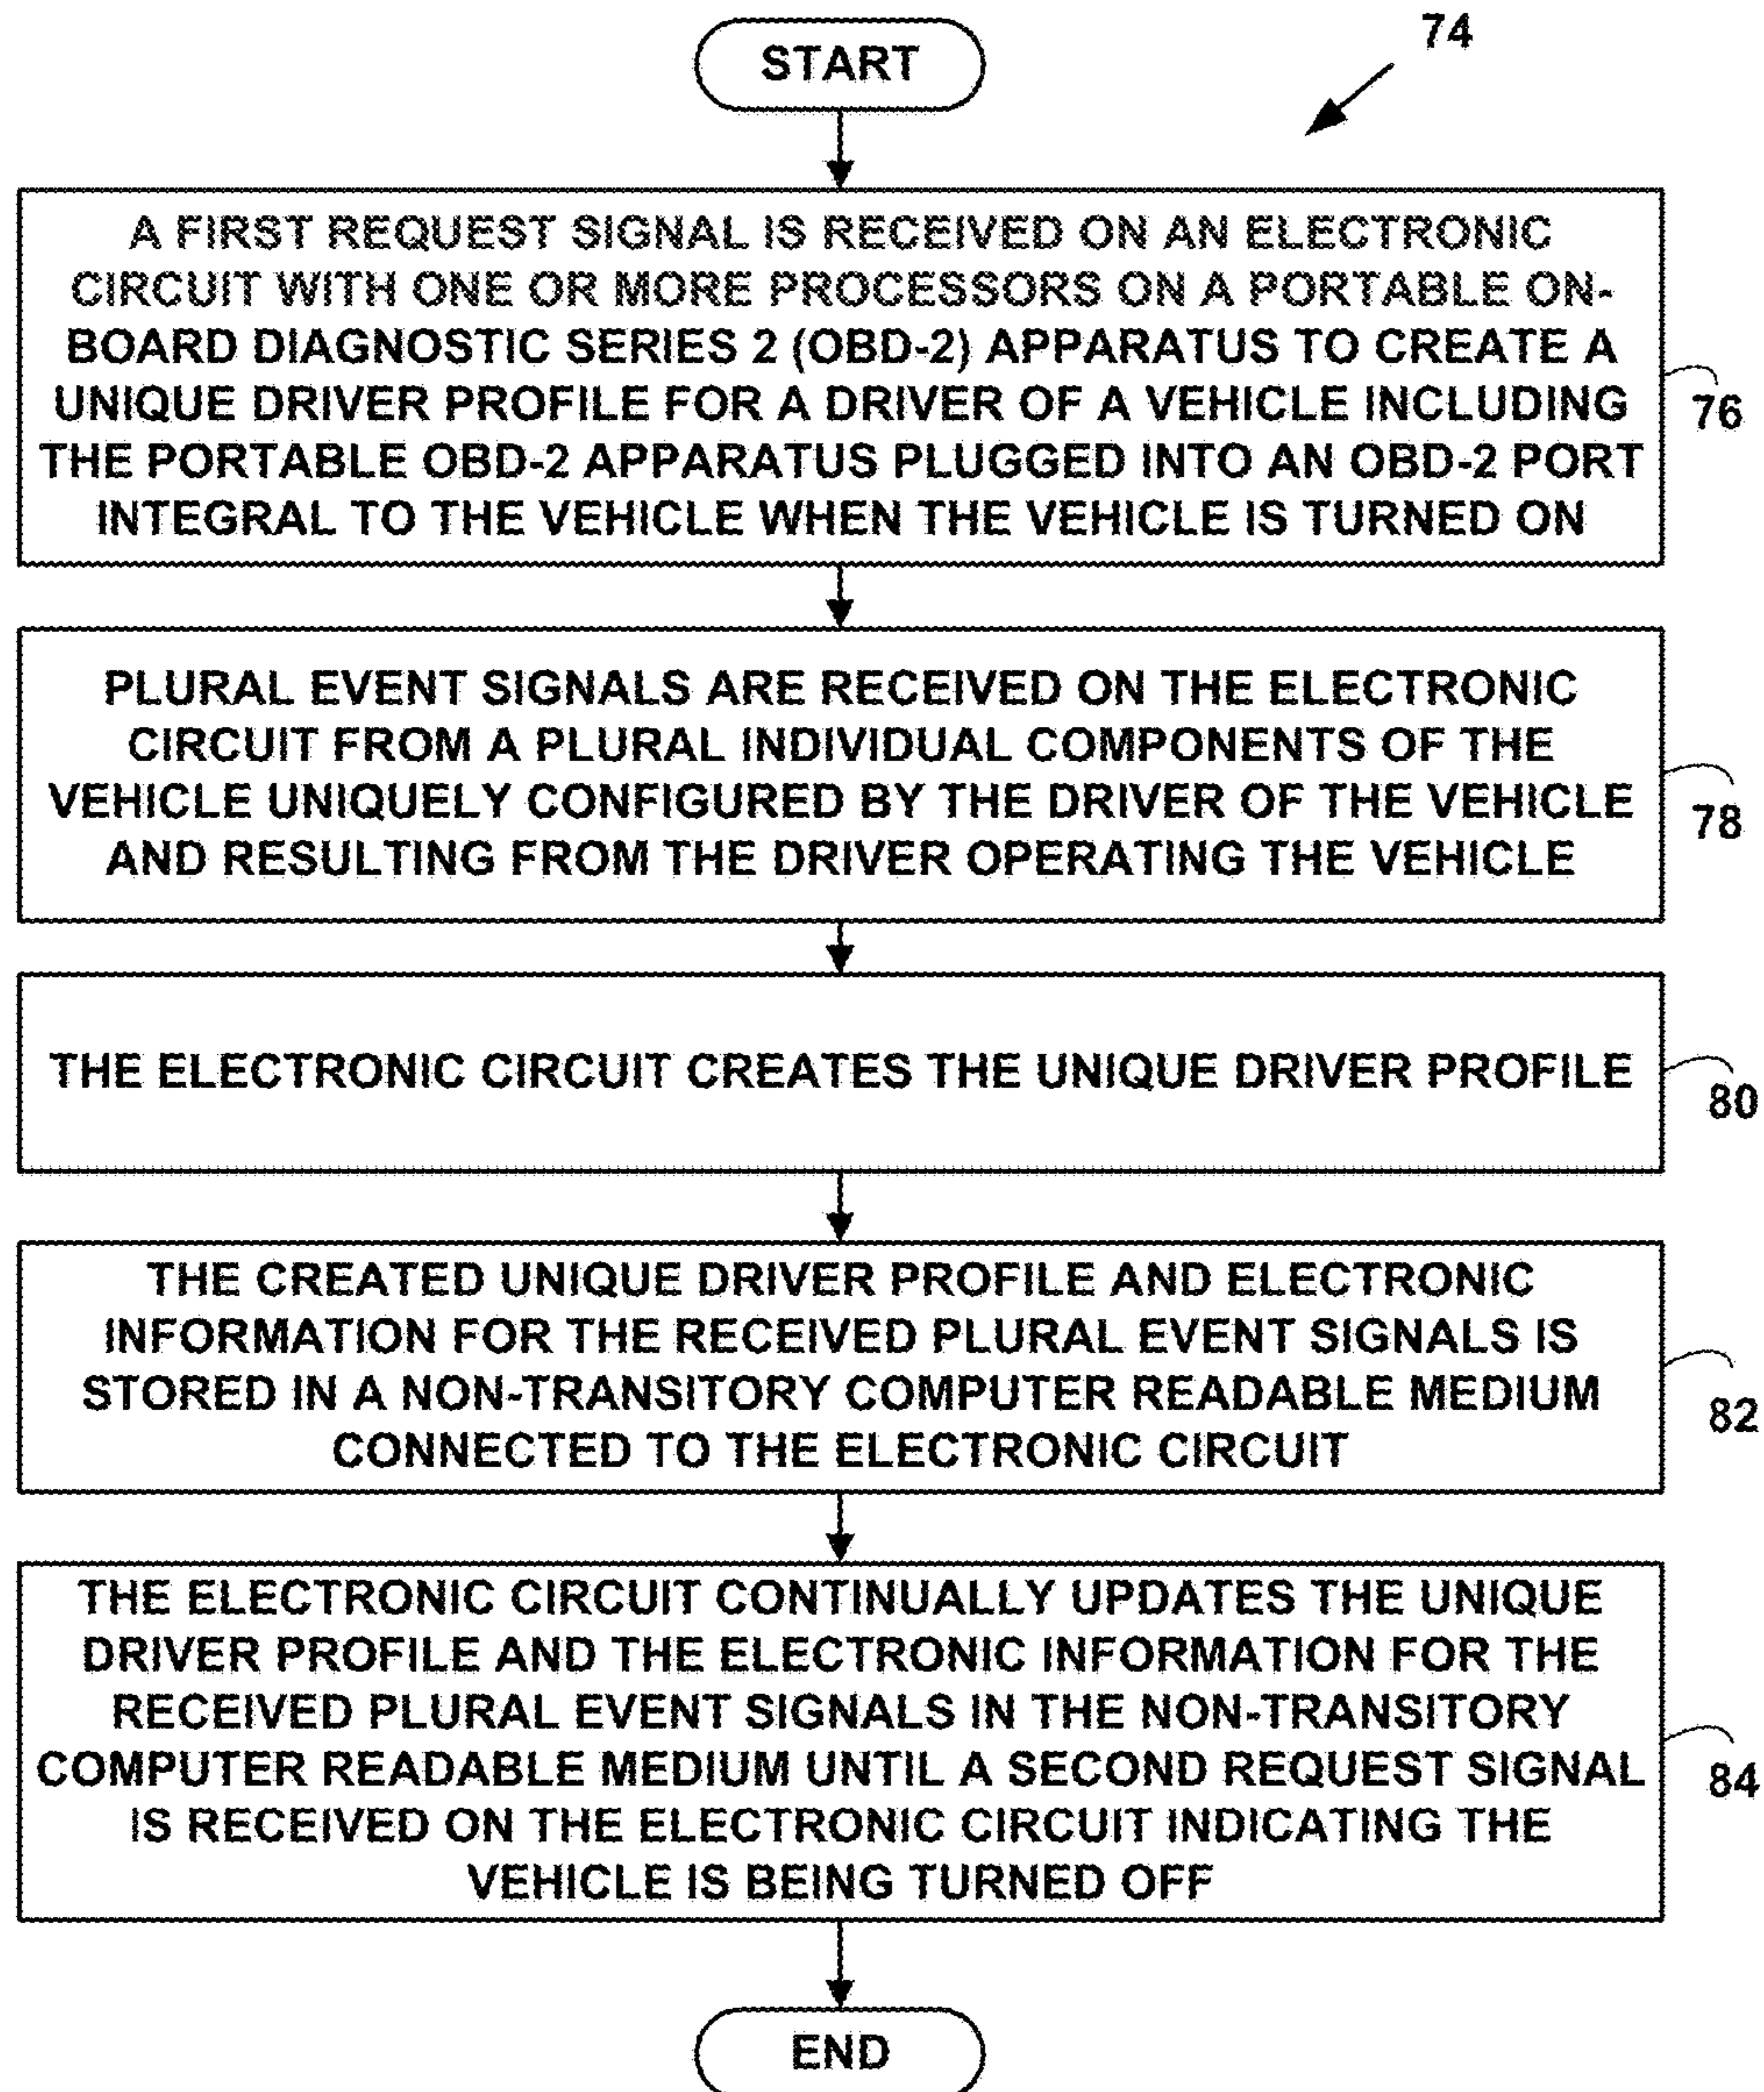 START
74
A FIRST REQUEST SIGNAL IS RECEIVED ON AN ELECTRONIC
CIRCUIT WITH ONE OR MORE PROCESSORS ON A PORTABLE ON-
BOARD DIAGNOSTIC SERIES 2 (OBD-2) APPARATUS TO CREATE A
UNIQUE DRIVER PROFILE FOR A DRIVER OF A VEHICLE INCLUDING
THE PORTABLE OBD-2 APPARATUS PLUGGED INTO AN OBD-2 PORT
INTEGRAL TO THE VEHICLE WHEN THE VEHICLE IS TURNED ON
76
PLURAL EVENT SIGNALS ARE RECEIVED ON THE ELECTRONIC
CIRCUIT FROM A PLURAL INDIVIDUAL COMPONENTS OF THE
VEHICLE UNIQUELY CONFIGURED BY THE DRIVER OF THE VEHICLE
AND RESULTING FROM THE DRIVER OPERATING THE VEHICLE
78
THE ELECTRONIC CIRCUIT CREATES THE UNIQUE DRIVER PROFILE
80
THE CREATED UNIQUE DRIVER PROFILE AND ELECTRONIC
INFORMATION FOR THE RECEIVED PLURAL EVENT SIGNALS IS
STORED IN A NON-TRANSITORY COMPUTER READABLE MEDIUM
CONNECTED TO THE ELECTRONIC CIRCUIT
82
THE ELECTRONIC CIRCUIT CONTINUALLY UPDATES THE UNIQUE
DRIVER PROFILE AND THE ELECTRONIC INFORMATION FOR THE
RECEIVED PLURAL EVENT SIGNALS IN THE NON-TRANSITORY
COMPUTER READABLE MEDIUM UNTIL A SECOND REQUEST SIGNAL
IS RECEIVED ON THE ELECTRONIC CIRCUIT INDICATING THE
VEHICLE IS BEING TURNED OFF
84
END